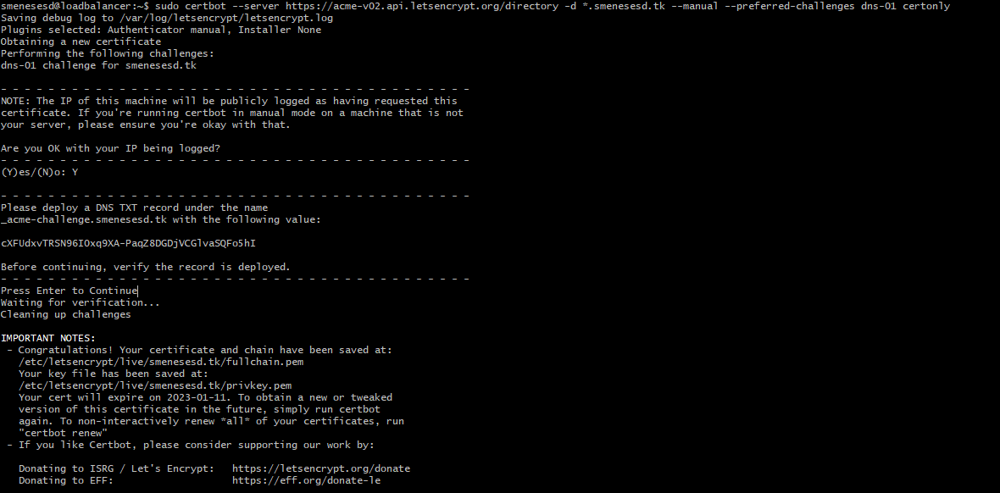 smenesesd@loadbalancer:~$ sudo certbot --server https://acme-v02.api.letsencrypt.org/directory -d *.smenesesd.tk --manual --preferred-challenges dns-01 certonly
Saving debug log to /var/log/letsencrypt/letsencrypt.log
Plugins selected: Authenticator manual, Installer None
Obtaining a new certificate
Performing the following challenges:
dns-01 challenge for smenesesd.tk
- - - - - - - - - - - - - - - - - - - - - - - - - - - - - - - - - - - - - - - -
NOTE: The IP of this machine will be publicly logged as having requested this
certificate. If you're running certbot in manual mode on a machine that is not
your server, please ensure you're okay with that.
Are you OK with your IP being logged?
- - - - - - - - - - - - - - - - - - - - - - - - - - - - - - - - - - - - - - - -
(Y)es/(N)o: Y
- - - - - - - - - - - - - - - - - - - - - - - - - - - - - - - - - - - - - - - -
Please deploy a DNS TXT record under the name
_acme-challenge.smenesesd.tk with the following value:
cXFUdxvTRSN96IOxq9XA-PaqZ8DGDjVCGlvaSQFo5hI
Before continuing, verify the record is deployed.
- - - - - - - - - - - - - - - - - - - - - - - - - - - - - - - - - - - - - - - -
Press Enter to Continue
Waiting for verification...
Cleaning up challenges
IMPORTANT NOTES:
- Congratulations! Your certificate and chain have been saved at:
/etc/letsencrypt/live/smenesesd.tk/fullchain.pem
Your key file has been saved at:
/etc/letsencrypt/live/smenesesd.tk/privkey.pem
Your cert will expire on 2023-01-11. To obtain a new or tweaked
version of this certificate in the future, simply run certbot
again. To non-interactively renew *all* of your certificates, run
"certbot renew"
- If you like Certbot, please consider supporting our work by:
Donating to ISRG / Let's Encrypt: https://letsencrypt.org/donate
Donating to EFF: https://eff.org/donate-le